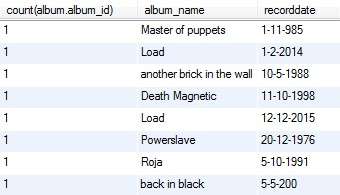 count(album.album_id) album_name recorddate
1 Master of puppets 1-11-985
1 Load 1-2-2014
1 another brick in the wall 10-5-1988
1 Death Magnetic 11-10-1998
1 Load 12-12-2015
1 Powerslave 20-12-1976
1 Roja 5-10-1991
1 back in black 5-5-200